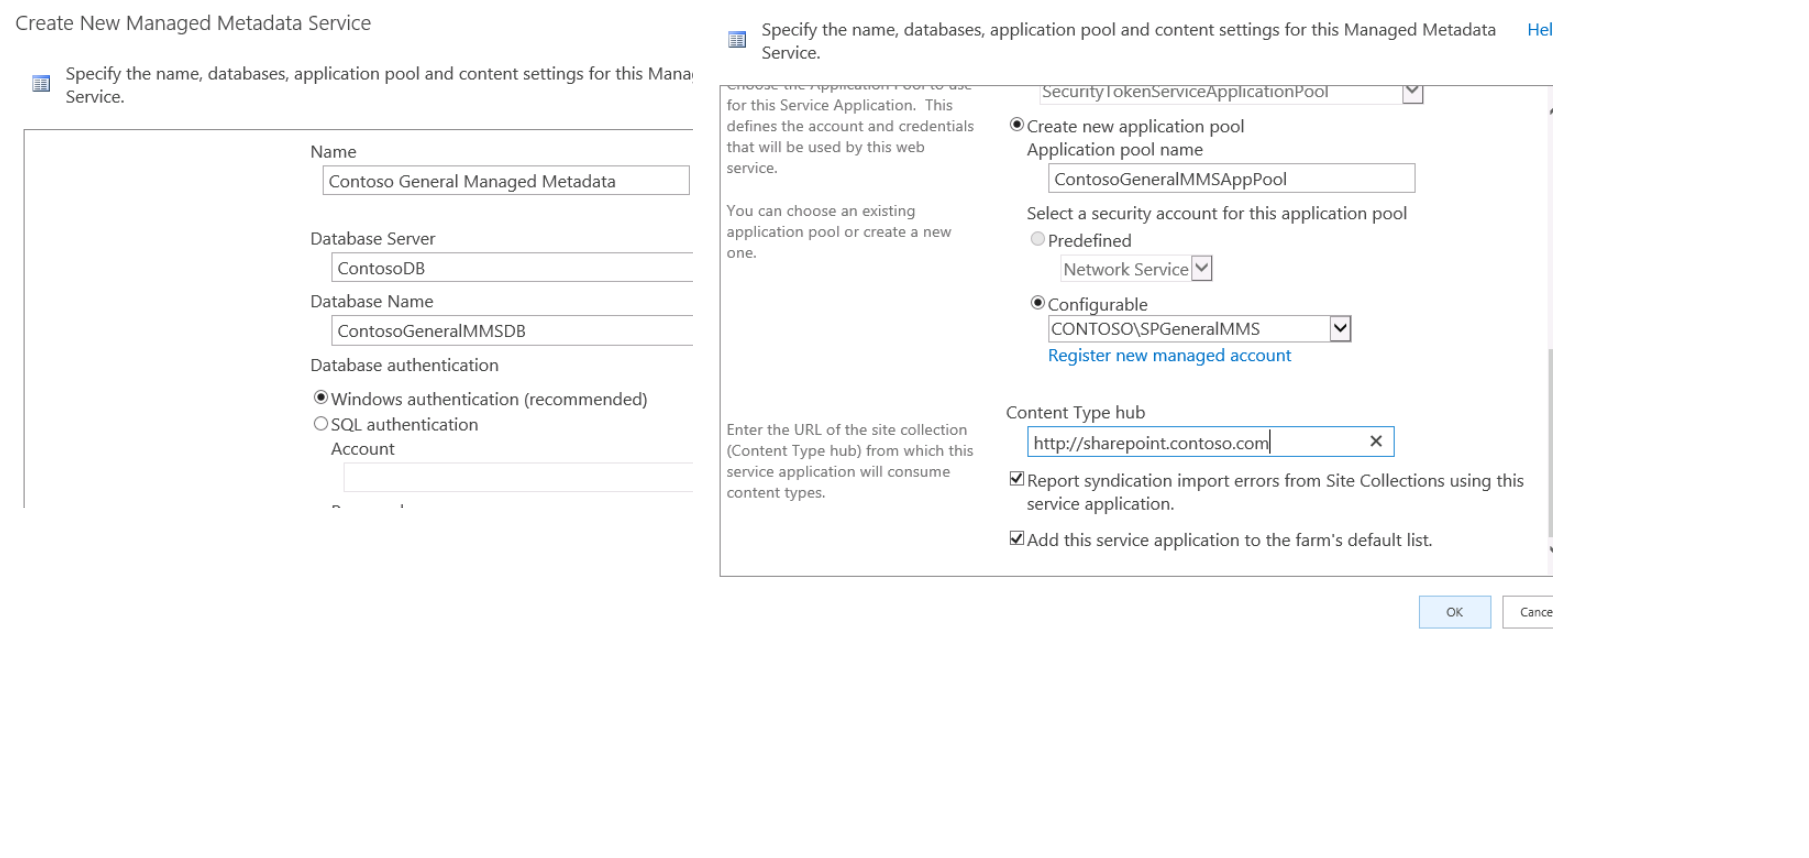 Create New Managed Metadata Service
Specify the name, databases, application pool and content settings for this Mana
Service.
Name
Contoso General Managed Metadata
Database Server
ContosoDB
Database Name
ContosoGeneralMMSDB
Database authentication
Windows authentication (recommended)
SQL authentication
Account
Specify the name, databases, application pool and content settings for this Managed Metadata
Service.
Hel
Choose the Application Pool to use
for this Service Application. This
defines the account and credentials
that will be used by this web
service.
You can choose an existing
application pool or create a new
one.
SecurityTokenServiceApplicationPool
Create new application pool
Application pool name
ContosoGeneralMMSAppPool
Select a security account for this application pool
Predefined
Network Service
Configurable
CONTOSO\SPGeneralMMS
Register new managed account
Enter the URL of the site collection
(Content Type hub) from which this
service application will consume
content types.
Content Type hub
http://sharepoint.contoso.com
Report syndication import errors from Site Collections using this
service application.
Add this service application to the farm's default list.
OK
Cance